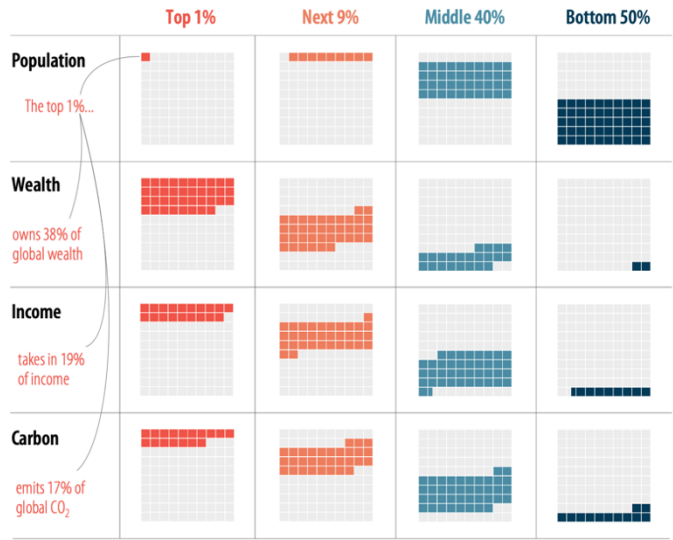 Top 1%
Next 9%
Middle 40%
Bottom 50%
Population
The top 1%...
Wealth
owns 38% of
global wealth
Income
takes in 19%
of income
Carbon
emits 17% of
global CO₂